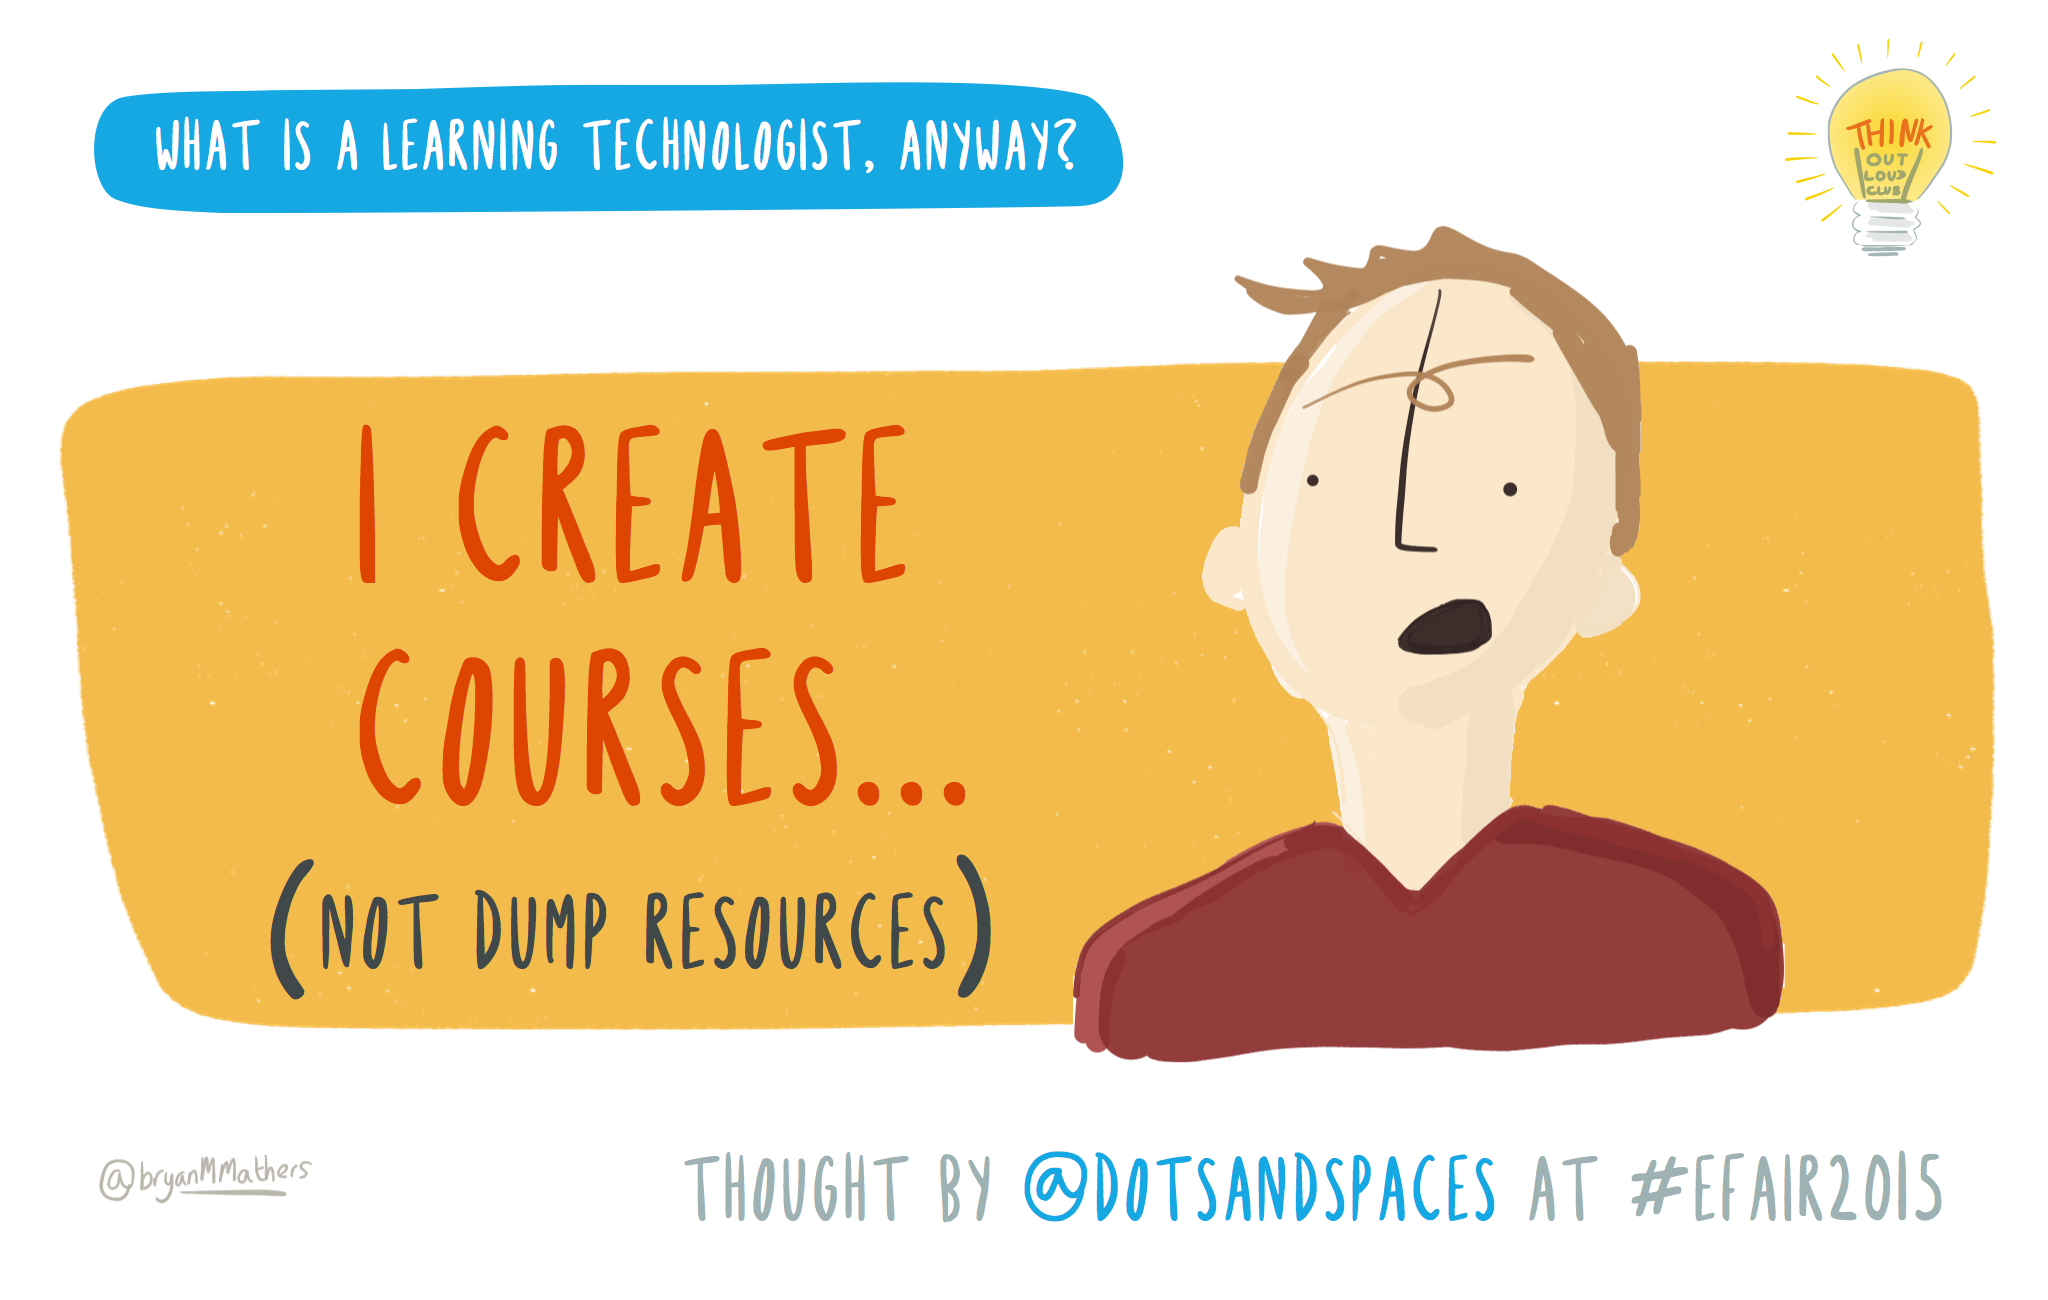 WHAT IS A LEARNING TECHNOLOGIST, ANYWAY?
THINK
OUT
LOUD
CLUB
I CREATE
COURSES...
(NOT DUMP RESOURCES)
@bryanMMathers
THOUGHT BY @DOTSANDSPACES AT #EFAIR2015